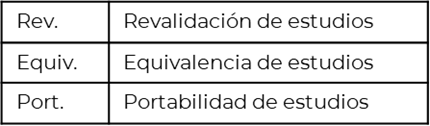 Rev. Revalidación de estudios
Equiv. Equivalencia de estudios
Port. Portabilidad de estudios